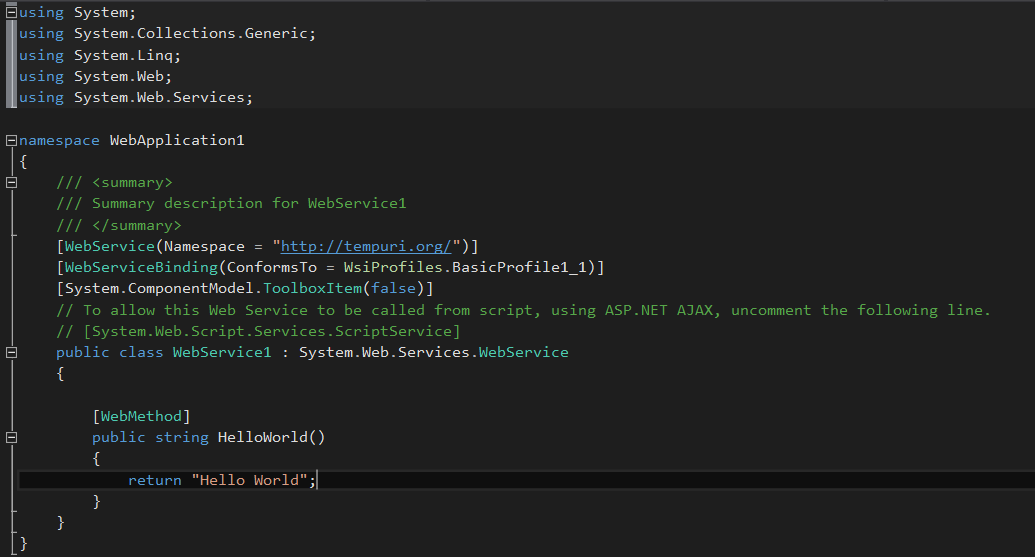 using System;
using System.Collections.Generic;
using System.Linq;
using System.Web;
using System.Web.Services;
namespace WebApplication1
{
/// <summary>
/// Summary description for WebService1
/// </summary>
[WebService(Namespace = "http://tempuri.org/")]
[WebServiceBinding(ConformsTo = WsiProfiles.BasicProfile1_1)]
[System.ComponentModel.ToolboxItem(false)]
// To allow this Web Service to be called from script, using ASP.NET AJAX, uncomment the following line.
// [System.Web.Script.Services.ScriptService]
public class WebService1 : System.Web.Services.WebService
{
[WebMethod]
public string HelloWorld()
{
return "Hello World";
}
}
}